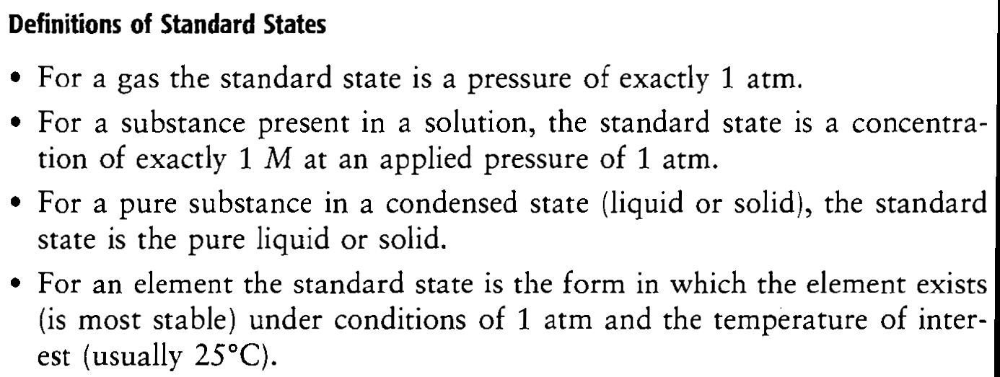 Definitions of Standard States
• For a gas the standard state is a pressure of exactly 1 atm.
• For a substance present in a solution, the standard state is a concentra-
tion of exactly 1 M at an applied pressure of 1 atm.
• For a pure substance in a condensed state (liquid or solid), the standard
state is the pure liquid or solid.
• For an element the standard state is the form in which the element exists
(is most stable) under conditions of 1 atm and the temperature of inter-
est (usually 25°C).